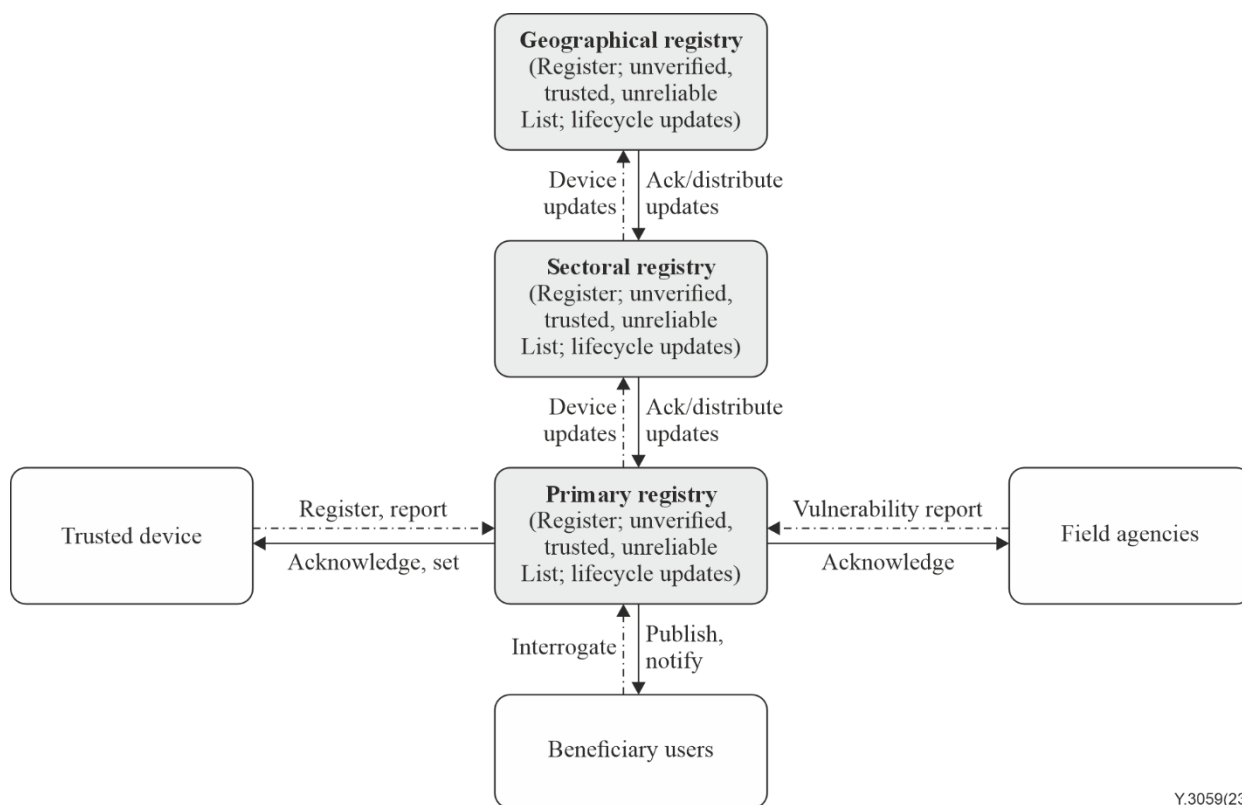 Geographical registry
(Register; unverified,
trusted, unreliable
List; lifecycle updates)
Device
updates
Ack/distribute
updates
Sectoral registry
(Register; unverified,
trusted, unreliable
List; lifecycle updates)
Device
updates
Ack/distribute
updates
Trusted device
Register, report
Acknowledge, set
Primary registry
(Register; unverified,
trusted, unreliable
List; lifecycle updates)
Vulnerability report
Acknowledge
Field agencies
Interrogate
Publish,
notify
Beneficiary users
Y.3059(23